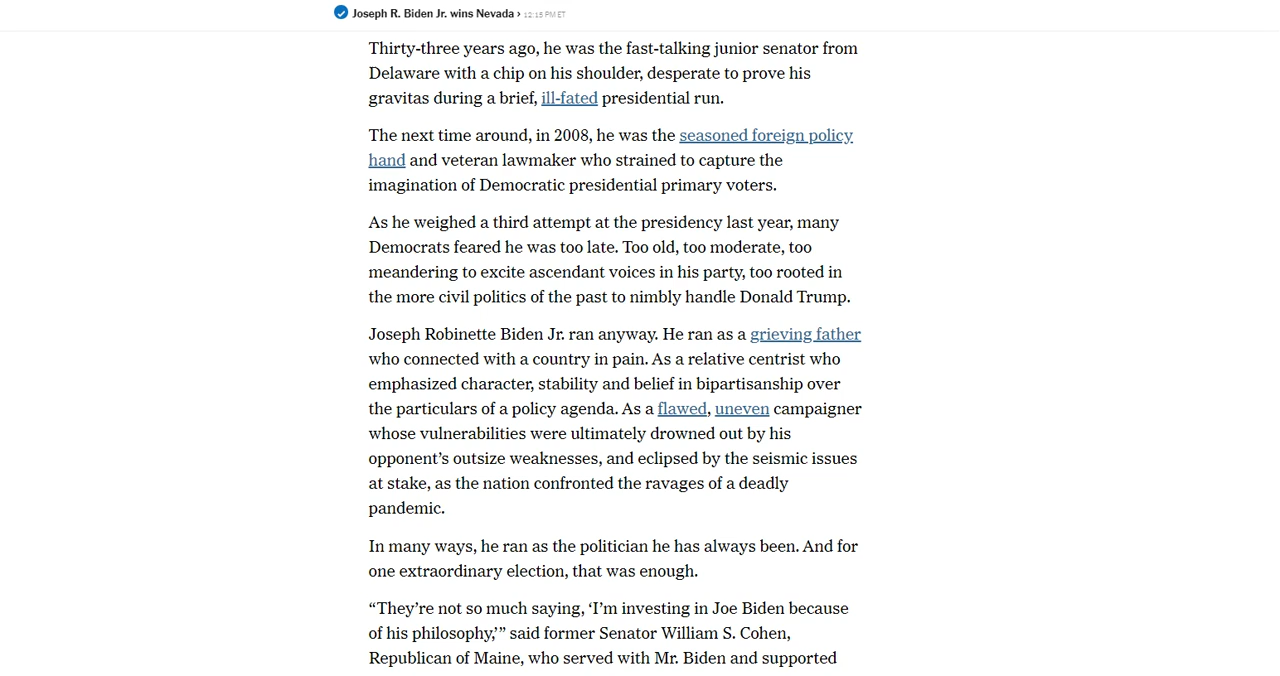 Joseph R. Biden Jr. wins Nevada › 12:15 PM ET
Thirty-three years ago, he was the fast-talking junior senator from
Delaware with a chip on his shoulder, desperate to prove his
gravitas during a brief, ill-fated presidential run.
The next time around, in 2008, he was the seasoned foreign policy
hand and veteran lawmaker who strained to capture the
imagination of Democratic presidential primary voters.
As he weighed a third attempt at the presidency last year, many
Democrats feared he was too late. Too old, too moderate, too
meandering to excite ascendant voices in his party, too rooted in
the more civil politics of the past to nimbly handle Donald Trump.
Joseph Robinette Biden Jr. ran anyway. He ran as a grieving father
who connected with a country in pain. As a relative centrist who
emphasized character, stability and belief in bipartisanship over
the particulars of a policy agenda. As a flawed, uneven campaigner
whose vulnerabilities were ultimately drowned out by his
opponent’s outsize weaknesses, and eclipsed by the seismic issues
at stake, as the nation confronted the ravages of a deadly
pandemic.
In many ways, he ran as the politician he has always been. And for
one extraordinary election, that was enough.
“They’re not so much saying, ‘I’m investing in Joe Biden because
of his philosophy,’” said former Senator William S. Cohen,
Republican of Maine, who served with Mr. Biden and supported